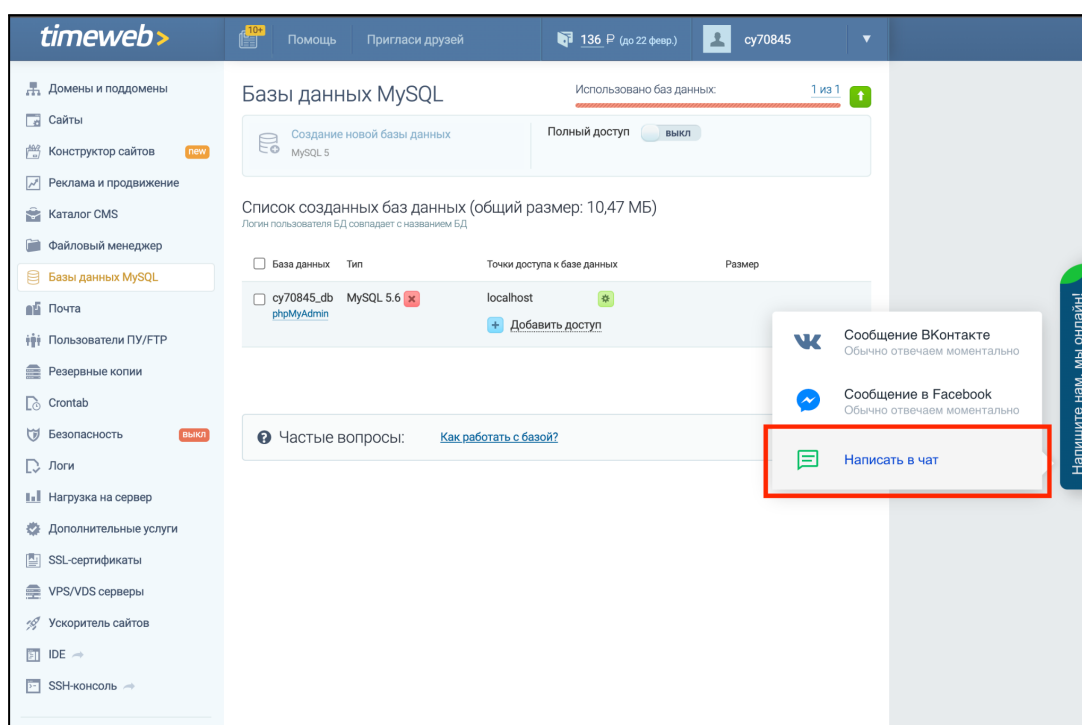 timeweb>
10+
Помощь
Пригласи друзей
136 ₽ (до 22 февр.)
cy70845
Домены и поддомены
Сайты
Конструктор сайтов new
Реклама и продвижение
Каталог CMS
Файловый менеджер
Базы данных MySQL
Почта
Пользователи ПУ/FTP
Резервные копии
Crontab
Безопасность выкл
Логи
Нагрузка на сервер
Дополнительные услуги
SSL-сертификаты
VPS/VDS серверы
Ускоритель сайтов
IDE
SSH-консоль
Базы данных MySQL
Использовано баз данных: 1 из 1
Создание новой базы данных
MySQL 5
Полный доступ выкл
Список созданных баз данных (общий размер: 10,47 МБ)
Логин пользователя БД совпадает с названием БД
База данных Тип Точки доступа к базе данных Размер
cy70845_db MySQL 5.6 localhost
phpMyAdmin
+ Добавить доступ
? Частые вопросы: Как работать с базой?
Сообщение ВКонтакте
Обычно отвечаем моментально
Сообщение в Facebook
Обычно отвечаем моментально
Написать в чат
Напишите нам, мы онлайн!